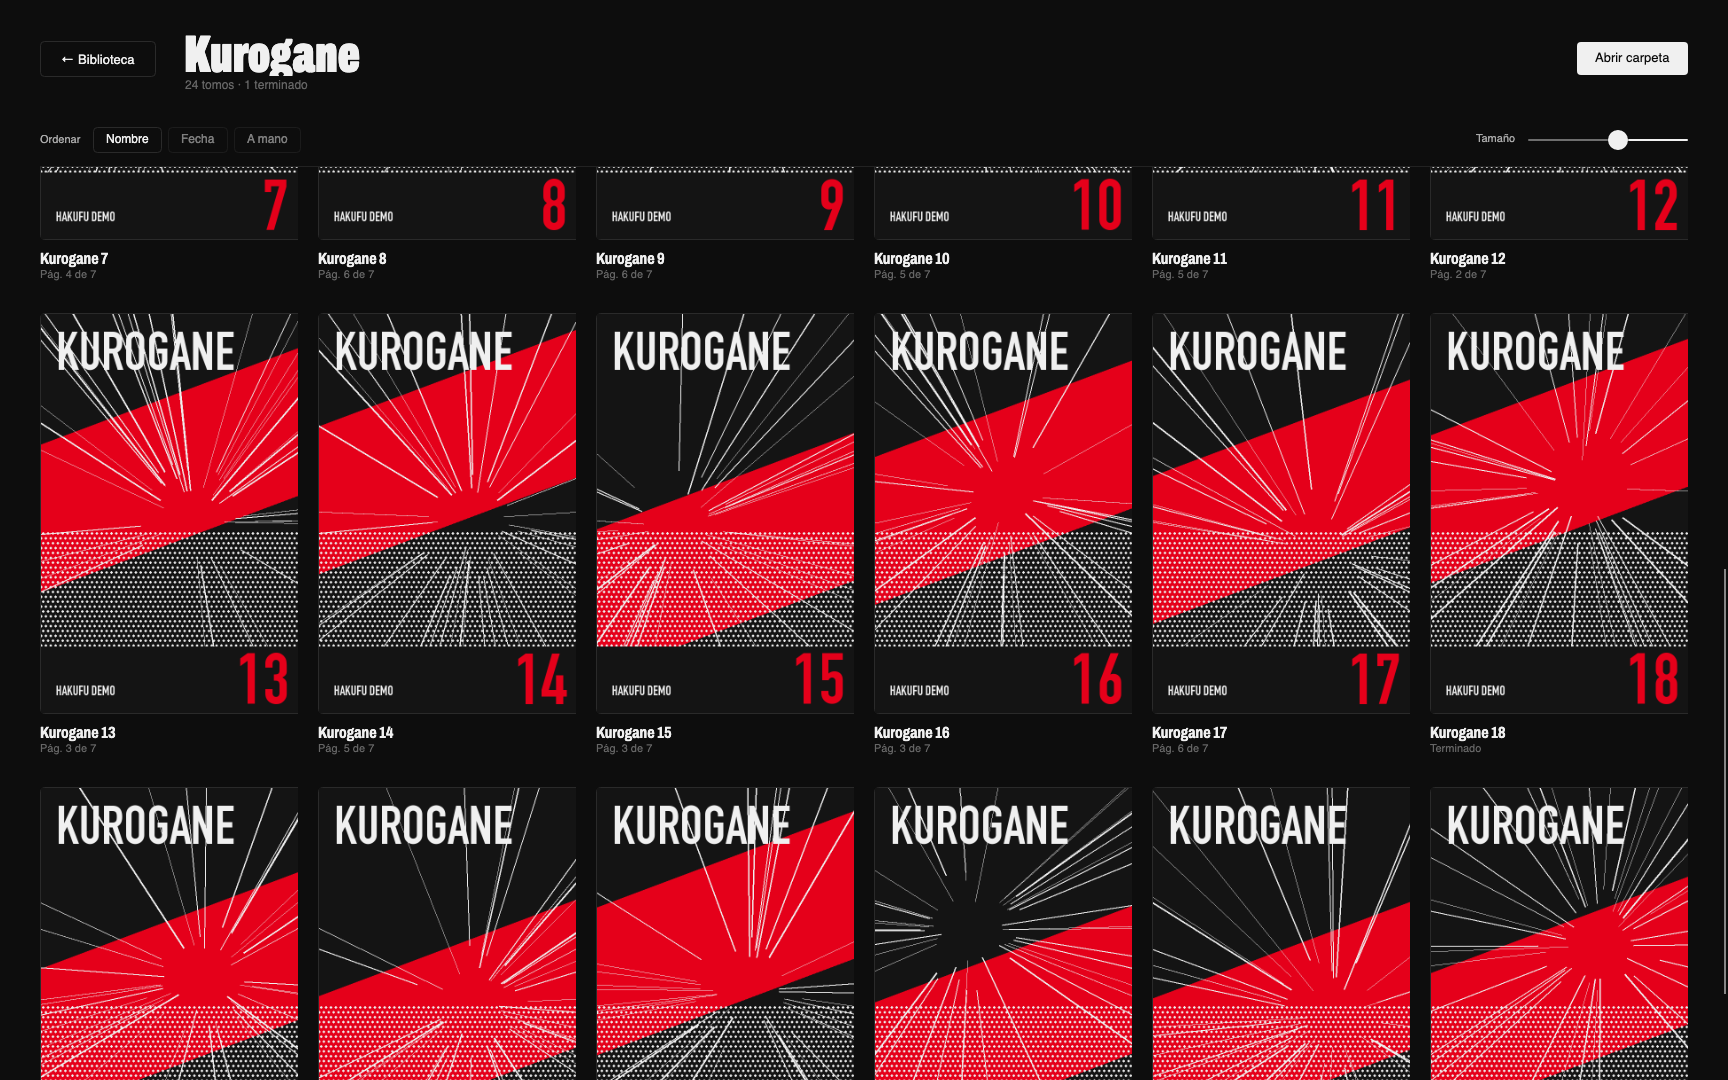 ← Biblioteca
Kurogane
24 tomos · 1 terminado
Abrir carpeta
Ordenar Nombre Fecha A mano
Tamaño
HAKUFU DEMO 7
HAKUFU DEMO 8
HAKUFU DEMO 9
HAKUFU DEMO 10
HAKUFU DEMO 11
HAKUFU DEMO 12
Kurogane 7
Pág. 4 de 7
Kurogane 8
Pág. 6 de 7
Kurogane 9
Pág. 6 de 7
Kurogane 10
Pág. 5 de 7
Kurogane 11
Pág. 5 de 7
Kurogane 12
Pág. 2 de 7
KUROGANE
HAKUFU DEMO 13
Kurogane 13
Pág. 3 de 7
KUROGANE
HAKUFU DEMO 14
Kurogane 14
Pág. 5 de 7
KUROGANE
HAKUFU DEMO 15
Kurogane 15
Pág. 3 de 7
KUROGANE
HAKUFU DEMO 16
Kurogane 16
Pág. 3 de 7
KUROGANE
HAKUFU DEMO 17
Kurogane 17
Pág. 6 de 7
KUROGANE
HAKUFU DEMO 18
Kurogane 18
Terminado
KUROGANE
KUROGANE
KUROGANE
KUROGANE
KUROGANE
KUROGANE